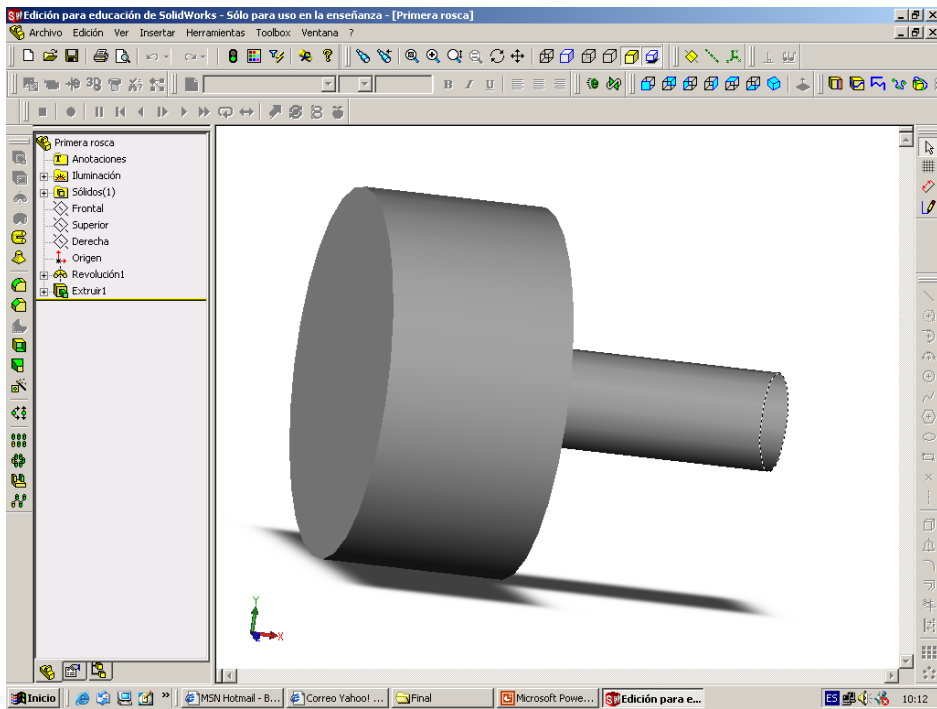 Edición para educación de SolidWorks - Sólo para uso en la enseñanza - [Primera rosca]
Archivo Edición Ver Insertar Herramientas Toolbox Ventana ?
3D
B I U
Primera rosca
Anotaciones
Iluminación
Sólidos(1)
Frontal
Superior
Derecha
Origen
Revolución1
Extruir1
Y
X
Inicio
MSN Hotmail - B...
Correo Yahoo! ...
Final
Microsoft Powe...
Edición para e...
ES
10:12